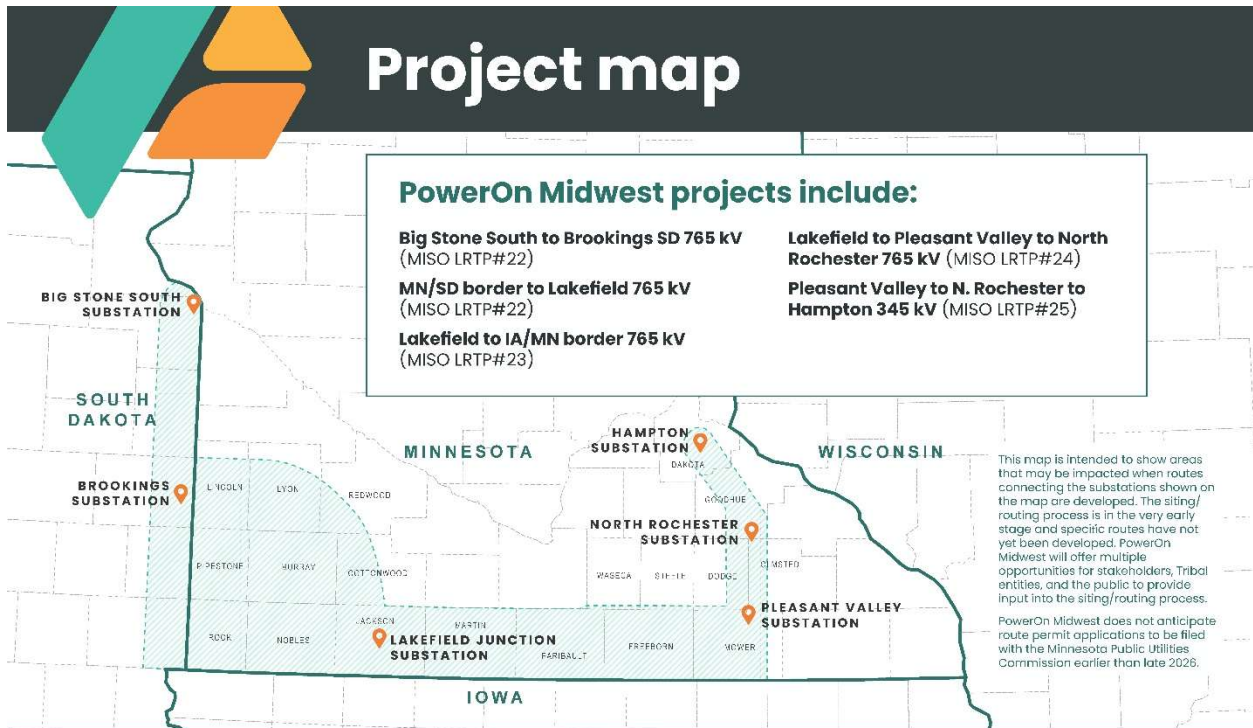 Project map
PowerOn Midwest projects include:
Big Stone South to Brookings SD 765 kV
(MISO LRTP#22)
MN/SD border to Lakefield 765 kV
(MISO LRTP#22)
Lakefield to IA/MN border 765 kV
(MISO LRTP#23)
Lakefield to Pleasant Valley to North
Rochester 765 kV (MISO LRTP#24)
Pleasant Valley to N. Rochester to
Hampton 345 kV (MISO LRTP#25)
BIG STONE SOUTH
SUBSTATION
SOUTH
DAKOTA
BROOKINGS
SUBSTATION
MINNESOTA
HAMPTON
SUBSTATION
WISCONSIN
DAKOTA
LINCOLN
LYON
REDWOOD
GOODHUE
NORTH ROCHESTER
SUBSTATION
PIPESTONE
MURRAY
COTTONWOOD
WASECA
STEELE
DODGE
OLMSTED
PLEASANT VALLEY
SUBSTATION
JACKSON
MARTIN
LAKEFIELD JUNCTION
SUBSTATION
ROCK
NOBLES
FARIBAULT
FREEBORN
MOWER
IOWA
This map is intended to show areas
that may be impacted when routes
connecting the substations shown on
the map are developed. The siting/
routing process is in the very early
stage and specific routes have not
yet been developed. PowerOn
Midwest will offer multiple
opportunities for stakeholders, Tribal
entities, and the public to provide
input into the siting/routing process.
PowerOn Midwest does not anticipate
route permit applications to be filed
with the Minnesota Public Utilities
Commission earlier than late 2026.